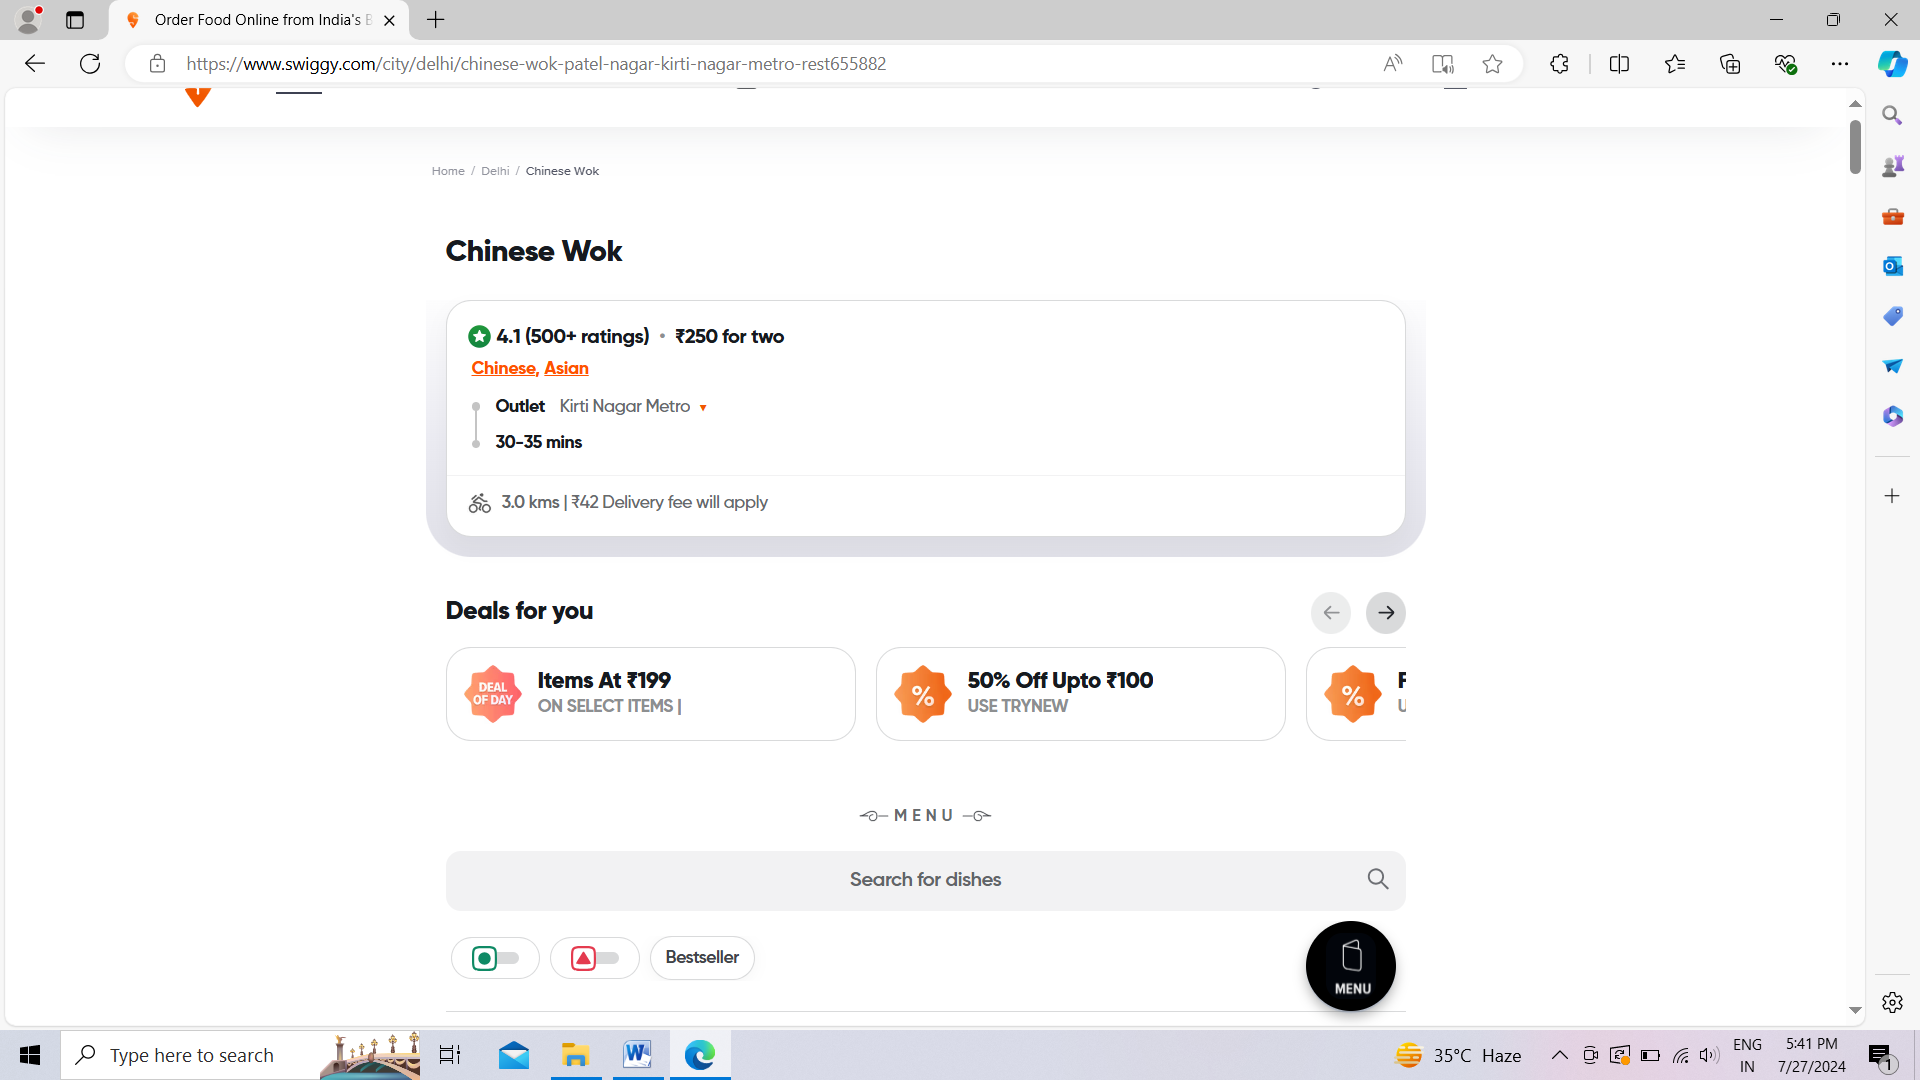 Order Food Online from India's B
https://www.swiggy.com/city/delhi/chinese-wok-patel-nagar-kirti-nagar-metro-rest655882
Home / Delhi / Chinese Wok
Chinese Wok
4.1 (500+ ratings) • ₹250 for two
Chinese, Asian
Outlet Kirti Nagar Metro
30-35 mins
3.0 kms | ₹42 Delivery fee will apply
Deals for you
DEAL
OF DAY
Items At ₹199
ON SELECT ITEMS |
%
50% Off Upto ₹100
USE TRYNEW
%
MENU
Search for dishes
Bestseller
MENU
Type here to search
35°C Haze
ENG
IN
5:41 PM
7/27/2024
1